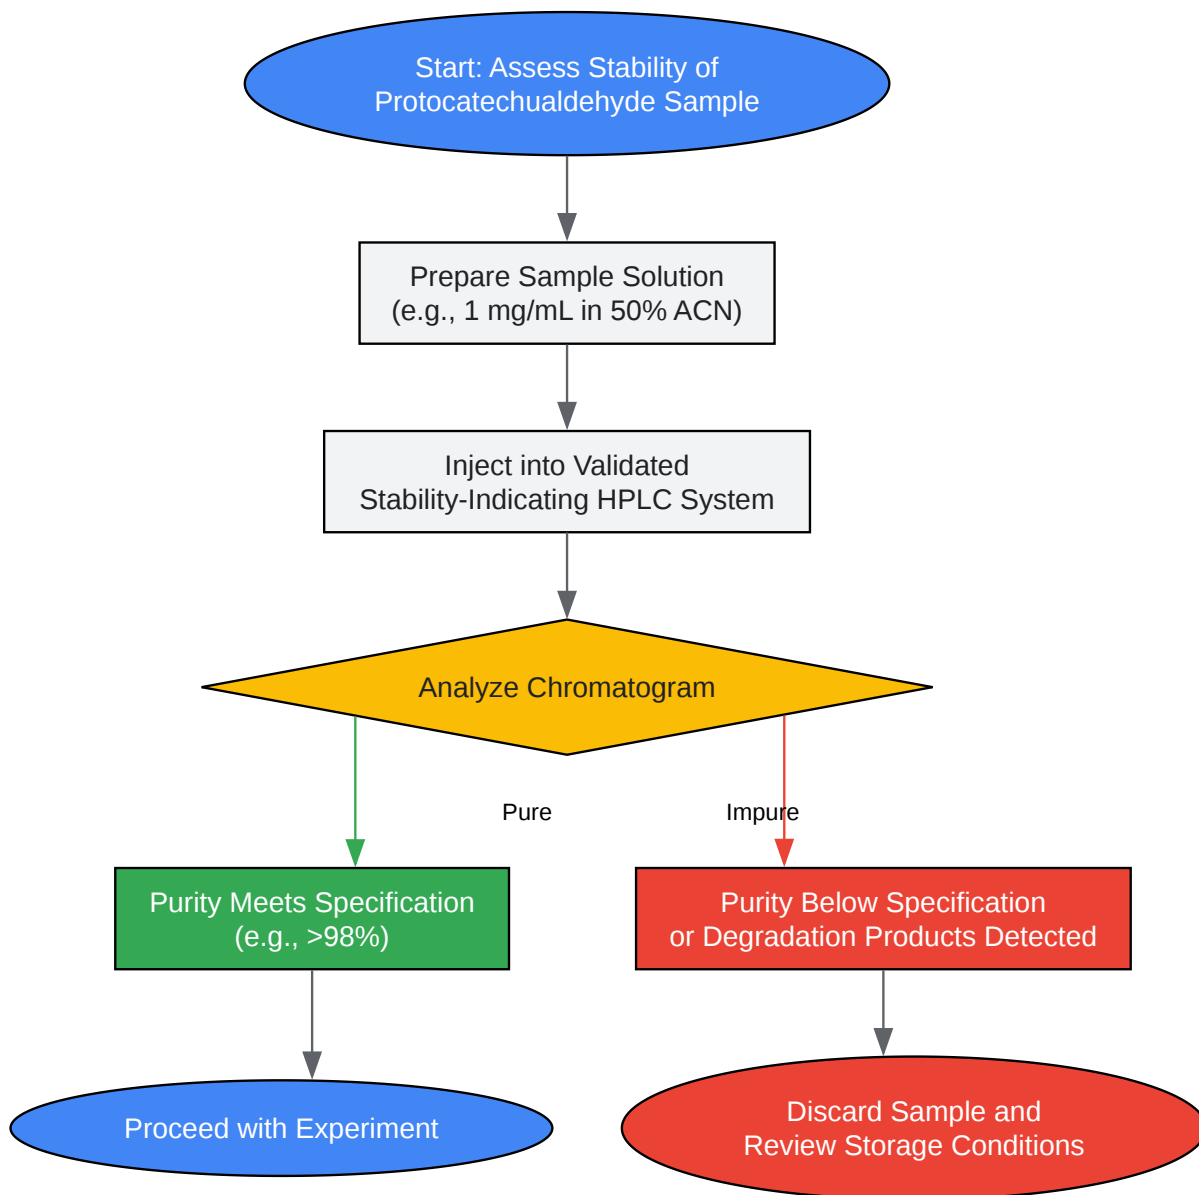 Start: Assess Stability of
Protocatechualdehyde Sample
Prepare Sample Solution
(e.g., 1 mg/mL in 50% ACN)
Inject into Validated
Stability-Indicating HPLC System
Analyze Chromatogram
Pure
Impure
Purity Meets Specification
(e.g., >98%)
Purity Below Specification
or Degradation Products Detected
Proceed with Experiment
Discard Sample and
Review Storage Conditions